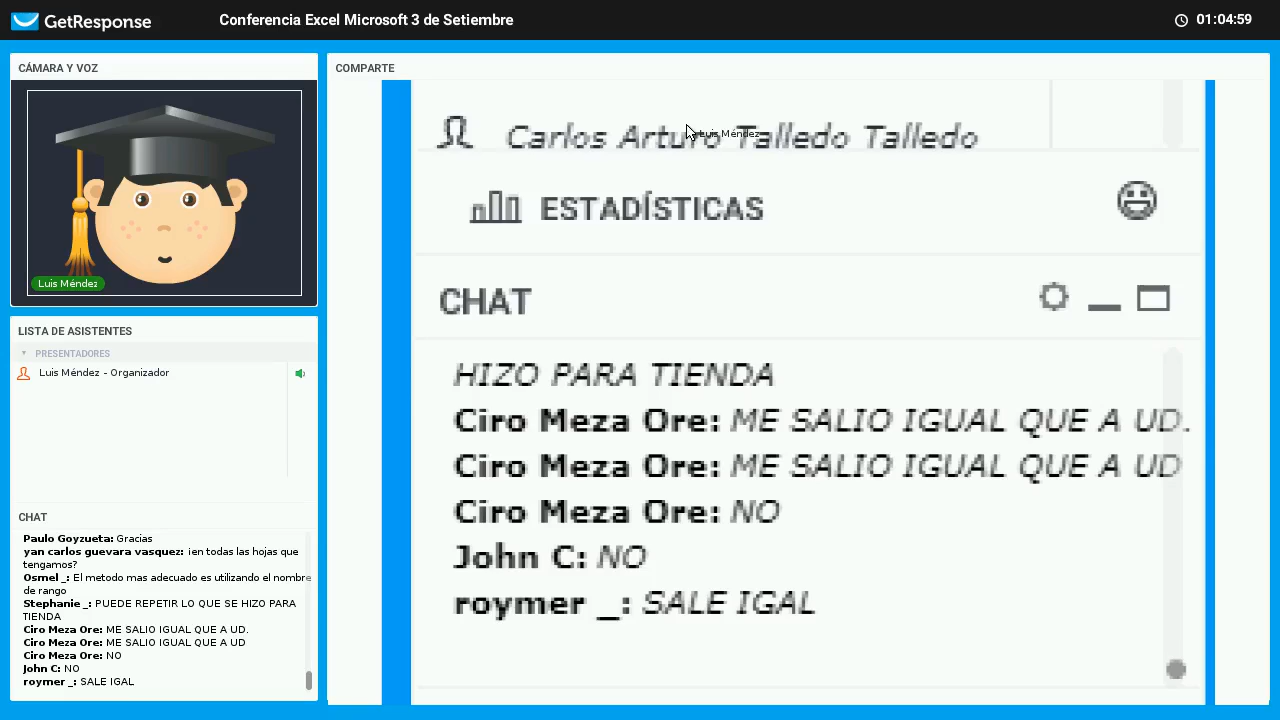 GetResponse
Conferencia Excel Microsoft 3 de Setiembre
01:04:59
CÁMARA Y VOZ
Luis Méndez
LISTA DE ASISTENTES
PRESENTADORES
Luis Méndez - Organizador
CHAT
Paulo Goyzueta: Gracias
yan carlos guevara vasquez: ien todas las hojas que
tengamos?
Osmel _: El metodo mas adecuado es utilizando el nombre
de rango
Stephanie _: PUEDE REPETIR LO QUE SE HIZO PARA
TIENDA
Ciro Meza Ore: ME SALIO IGUAL QUE A UD.
Ciro Meza Ore: ME SALIO IGUAL QUE A UD
Ciro Meza Ore: NO
John C: NO
roymer _: SALE IGAL
COMPARTE
Carlos Arturo Talledo Talledo
Luis Méndez
ESTADÍSTICAS
CHAT
HIZO PARA TIENDA
Ciro Meza Ore: ME SALIO IGUAL QUE A UD.
Ciro Meza Ore: ME SALIO IGUAL QUE A UD
Ciro Meza Ore: NO
John C: NO
roymer _: SALE IGAL